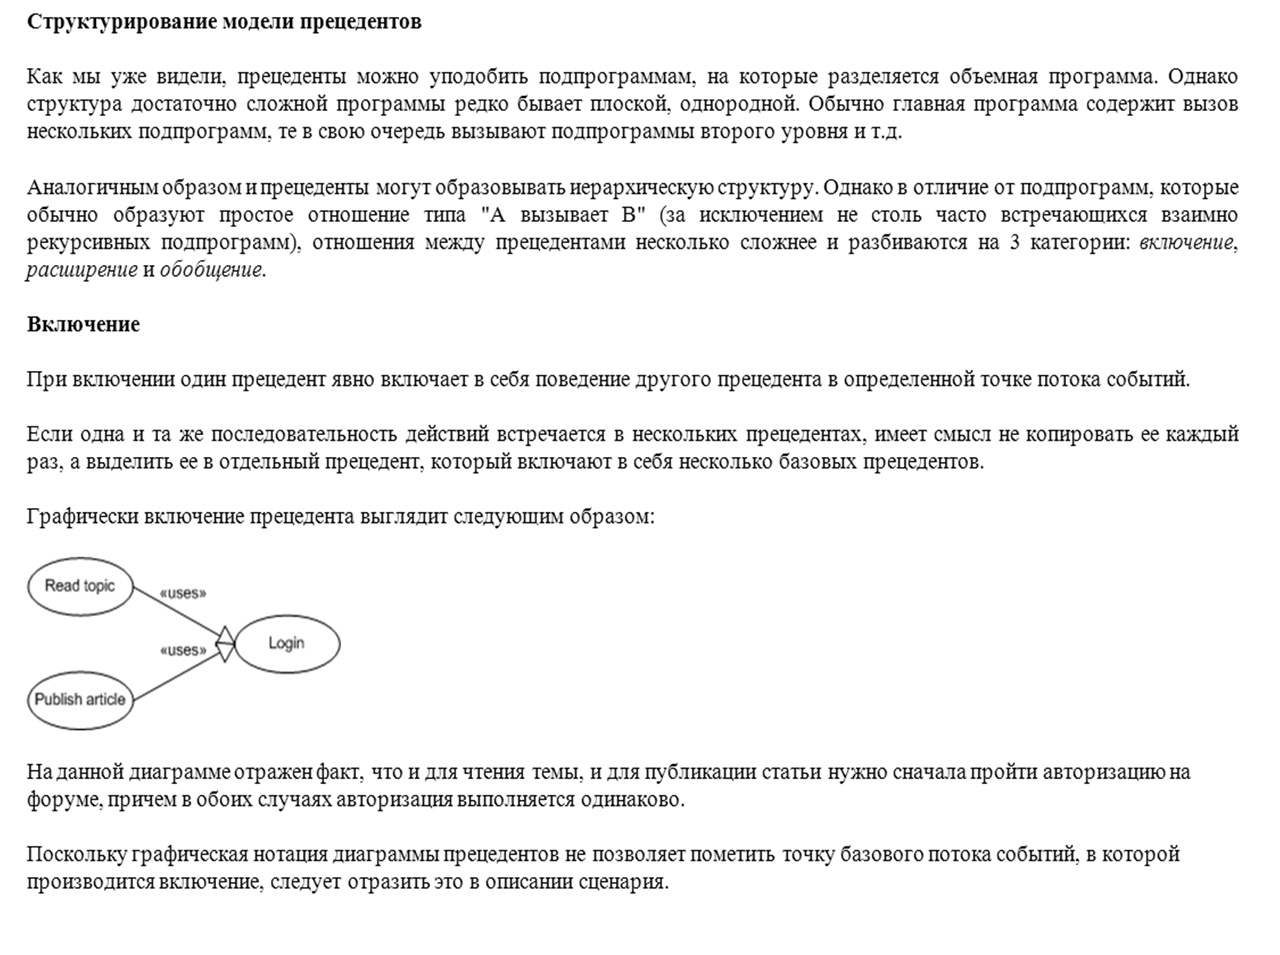 Структурирование модели прецедентов
Как мы уже видели, прецеденты можно уподобить подпрограммам, на которые разделяется объемная программа. Однако
структура достаточно сложной программы редко бывает плоской, однородной. Обычно главная программа содержит вызов
нескольких подпрограмм, те в свою очередь вызывают подпрограммы второго уровня и т.д.
Аналогичным образом и прецеденты могут образовывать иерархическую структуру. Однако в отличие от подпрограмм, которые
обычно образуют простое отношение типа "А вызывает В" (за исключением не столь часто встречающихся взаимно
рекурсивных подпрограмм), отношения между прецедентами несколько сложнее и разбиваются на 3 категории: включение,
расширение и обобщение.
Включение
При включении один прецедент явно включает в себя поведение другого прецедента в определенной точке потока событий.
Если одна и та же последовательность действий встречается в нескольких прецедентах, имеет смысл не копировать ее каждый
раз, а выделить ее в отдельный прецедент, который включают в себя несколько базовых прецедентов.
Графически включение прецедента выглядит следующим образом:
Read topic
«uses»
Login
«uses»
Publish article
На данной диаграмме отражен факт, что и для чтения темы, и для публикации статьи нужно сначала пройти авторизацию на
форуме, причем в обоих случаях авторизация выполняется одинаково.
Поскольку графическая нотация диаграммы прецедентов не позволяет пометить точку базового потока событий, в которой
производится включение, следует отразить это в описании сценария.